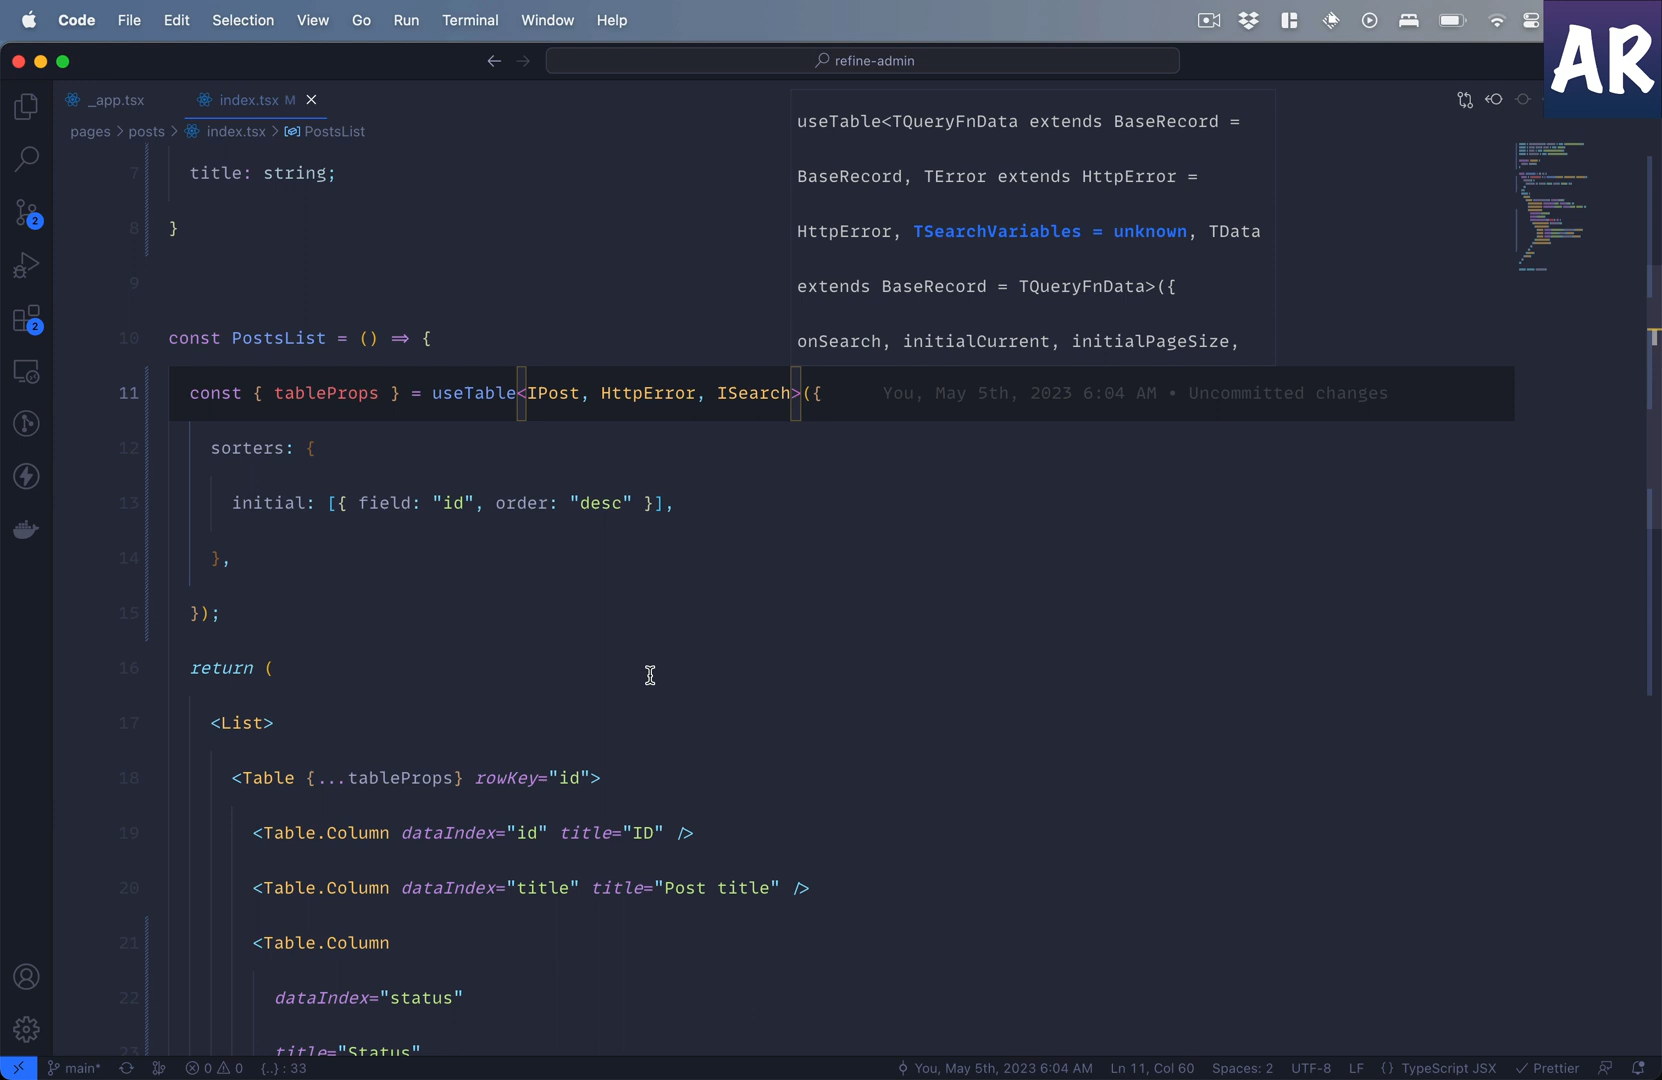 Code File Edit Selection View Go Run Terminal Window Help
refine-admin
AR
_app.tsx index.tsx M
pages > posts > index.tsx > PostsList
useTable<TQueryFnData extends BaseRecord =
BaseRecord, TError extends HttpError =
HttpError, TSearchVariables = unknown, TData
extends BaseRecord = TQueryFnData>({
onSearch, initialCurrent, initialPageSize,
7 title: string;
8 }
9
10 const PostsList = () => {
11 const { tableProps } = useTable<IPost, HttpError, ISearch>({ You, May 5th, 2023 6:04 AM • Uncommitted changes
12 sorters: {
13 initial: [{ field: "id", order: "desc" }],
14 },
15 });
16 return (
17 <List>
18 <Table {...tableProps} rowKey="id">
19 <Table.Column dataIndex="id" title="ID" />
20 <Table.Column dataIndex="title" title="Post title" />
21 <Table.Column
22 dataIndex="status"
23 title="Status"
2
2
main* 0 0 {..} : 33 You, May 5th, 2023 6:04 AM Ln 11, Col 60 Spaces: 2 UTF-8 LF {} TypeScript JSX Prettier